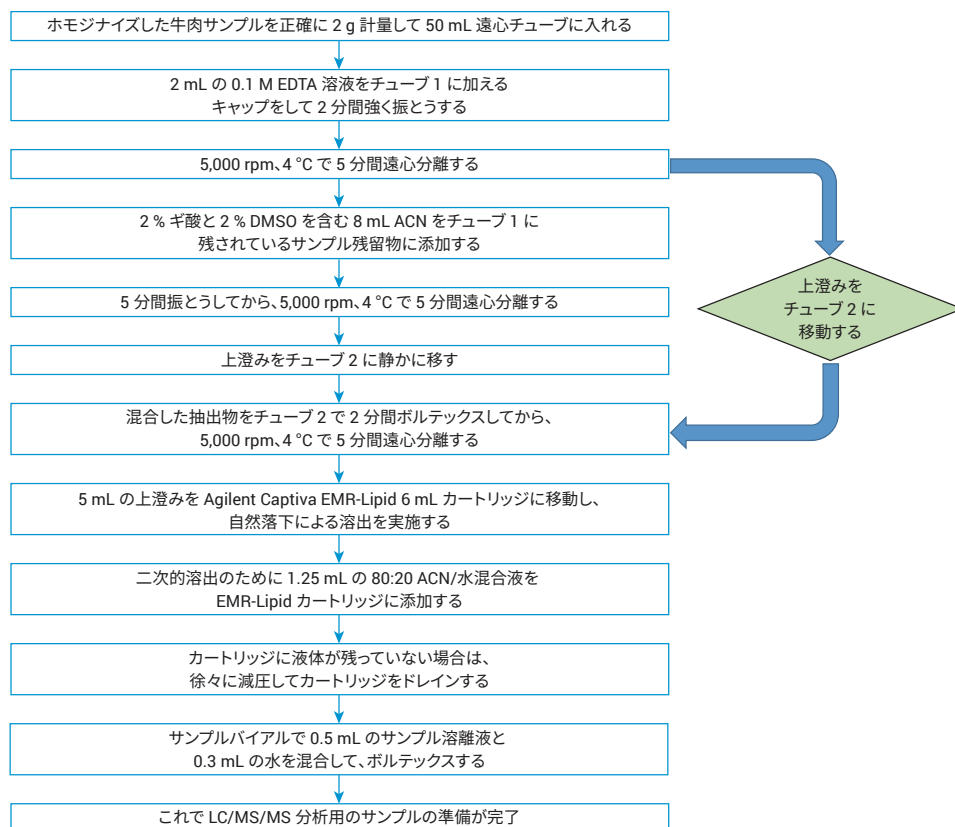 ホモジナイズした牛肉サンプルを正確に 2 g 計量して 50 mL 遠心チューブに入れる
2 mL の 0.1 M EDTA 溶液をチューブ 1 に加える
キャップをして 2 分間強く振とうする
5,000 rpm、4 °C で 5 分間遠心分離する
2 % ギ酸と 2 % DMSO を含む 8 mL ACN をチューブ 1 に
残されているサンプル残留物に添加する
5 分間振とうしてから、5,000 rpm、4 °C で 5 分間遠心分離する
上澄みを
チューブ 2 に
移動する
上澄みをチューブ 2 に静かに移す
混合した抽出物をチューブ 2 で 2 分間ボルテックスしてから、
5,000 rpm、4 °C で 5 分間遠心分離する
5 mL の上澄みを Agilent Captiva EMR-Lipid 6 mL カートリッジに移動し、
自然落下による溶出を実施する
二次的溶出のために 1.25 mL の 80:20 ACN/水混合液を
EMR-Lipid カートリッジに添加する
カートリッジに液体が残っていない場合は、
徐々に減圧してカートリッジをドレインする
サンプルバイアルで 0.5 mL のサンプル溶離液と
0.3 mL の水を混合して、ボルテックスする
これで LC/MS/MS 分析用のサンプルの準備が完了